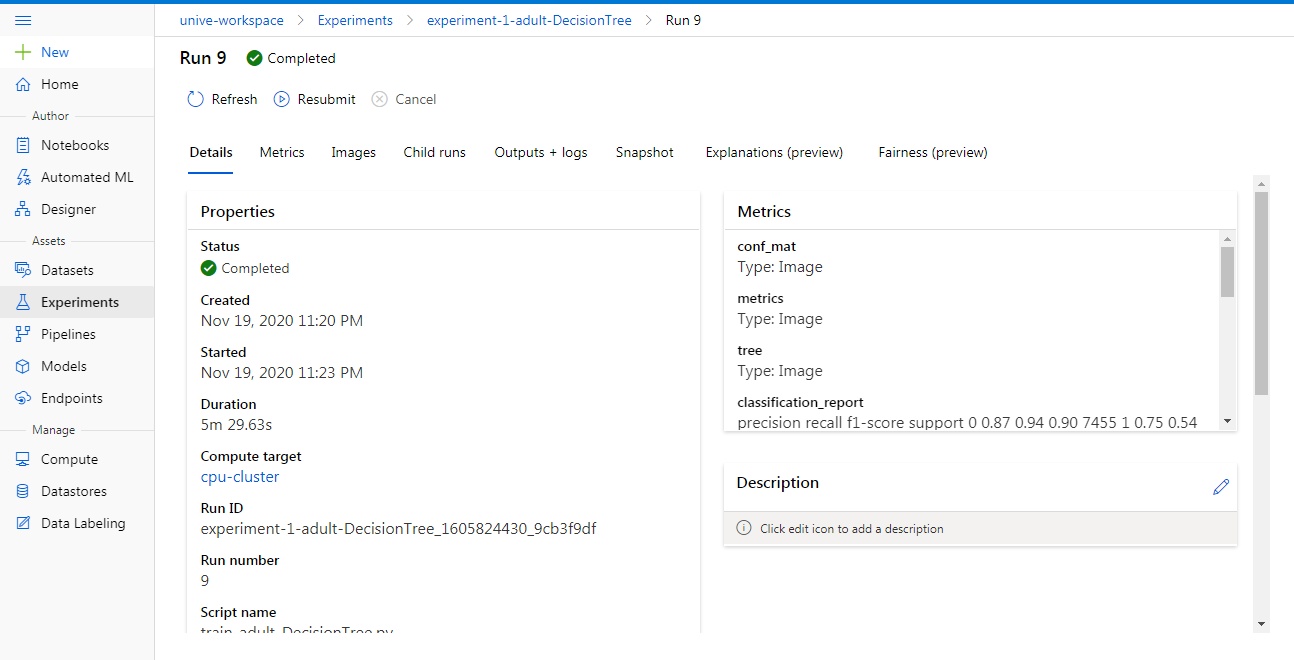 unive-workspace > Experiments > experiment-1-adult-DecisionTree > Run 9
New
Home
Author
Notebooks
Automated ML
Designer
Assets
Datasets
Experiments
Pipelines
Models
Endpoints
Manage
Compute
Datastores
Data Labeling
Run 9 Completed
Refresh Submit Cancel
Details Metrics Images Child runs Outputs + logs Snapshot Explanations (preview) Fairness (preview)
Properties
Status
Completed
Created
Nov 19, 2020 11:20 PM
Started
Nov 19, 2020 11:23 PM
Duration
5m 29.63s
Compute target
cpu-cluster
Run ID
experiment-1-adult-DecisionTree_1605824430_9cb3f9df
Run number
9
Script name
train_adult_DecisionTree.py
Metrics
conf_mat
Type: Image
metrics
Type: Image
tree
Type: Image
classification_report
precision recall f1-score support 0 0.87 0.94 0.90 7455 1 0.75 0.54
Description
Click edit icon to add a description